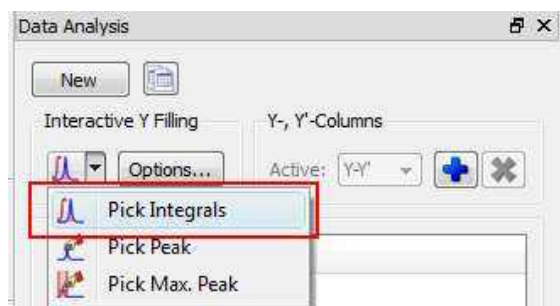 Data Analysis
New
Interactive Y Filling
Y-, Y'-Columns
Options...
Active: Y-Y'
Pick Integrals
Pick Peak
Pick Max. Peak